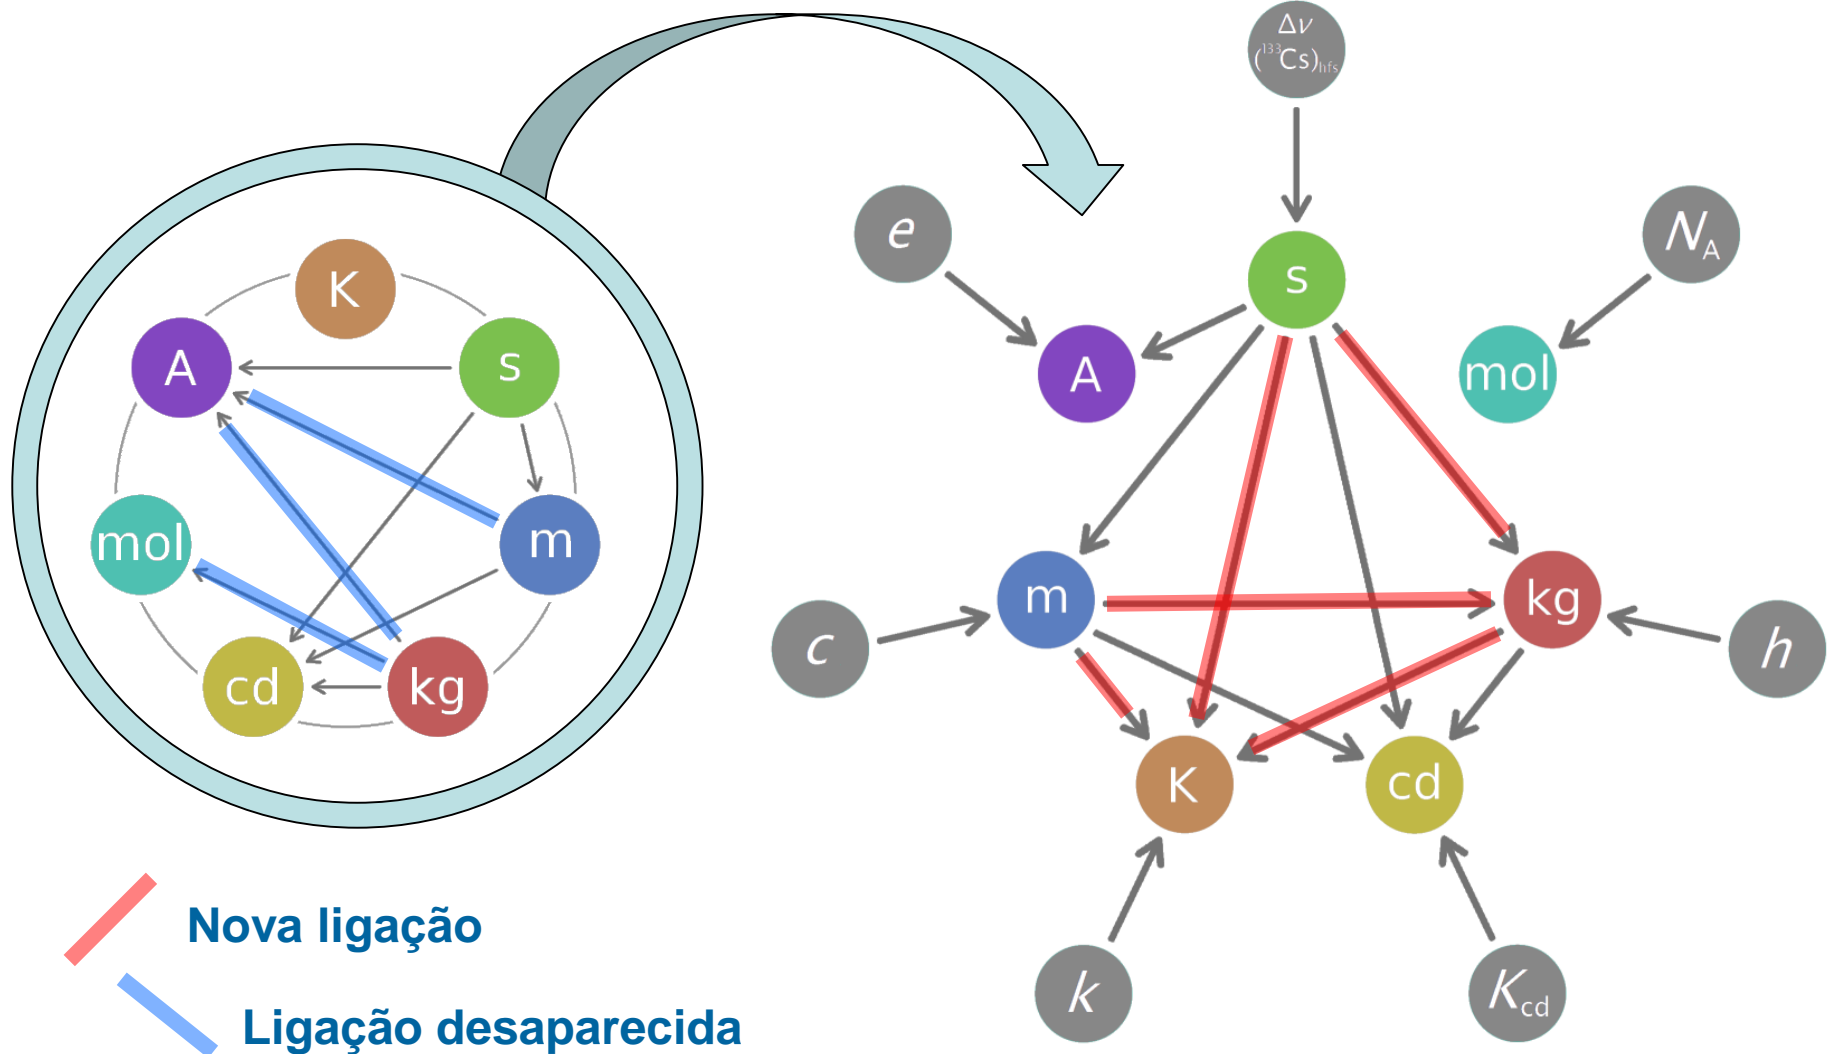 Δν
(¹³³Cs)hfs
e
NA
s
A
mol
m
kg
c
h
K
cd
k
Kcd
K
A
s
mol
m
cd
kg
Nova ligação
Ligação desaparecida